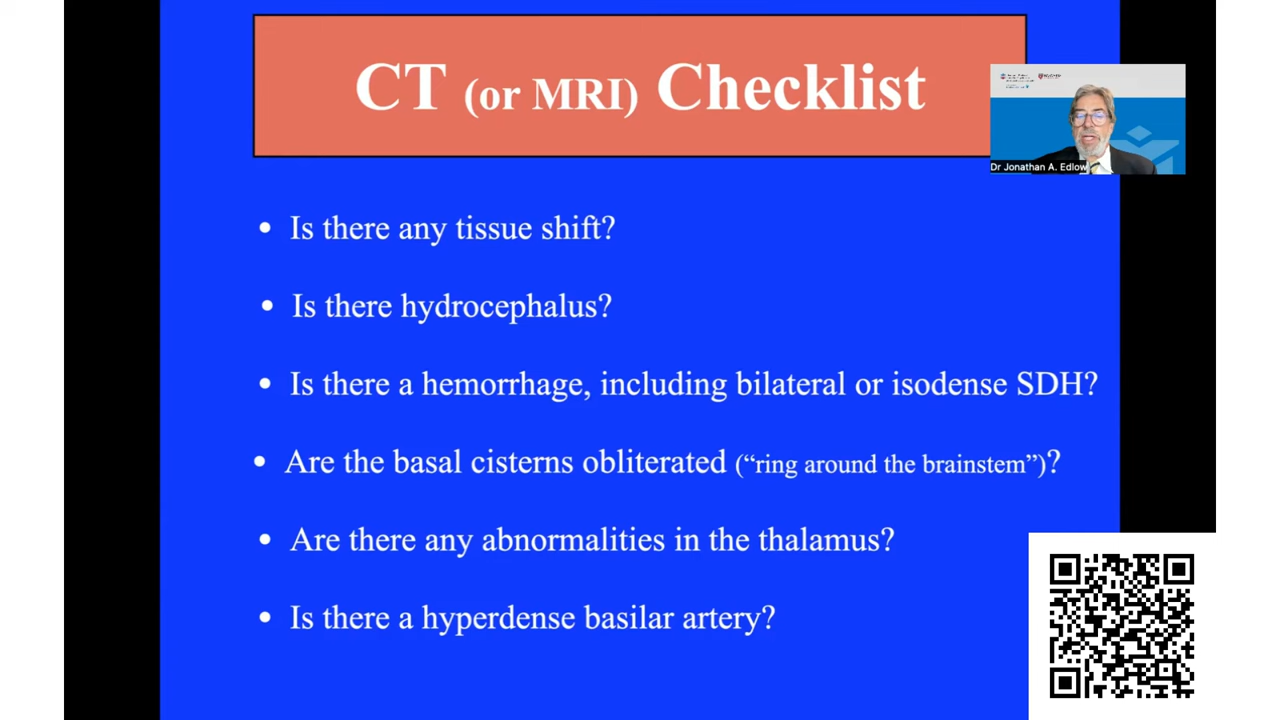 CT (or MRI) Checklist
Dr Jonathan A. Edlow
• Is there any tissue shift?
• Is there hydrocephalus?
• Is there a hemorrhage, including bilateral or isodense SDH?
• Are the basal cisterns obliterated (“ring around the brainstem”)?
• Are there any abnormalities in the thalamus?
• Is there a hyperdense basilar artery?